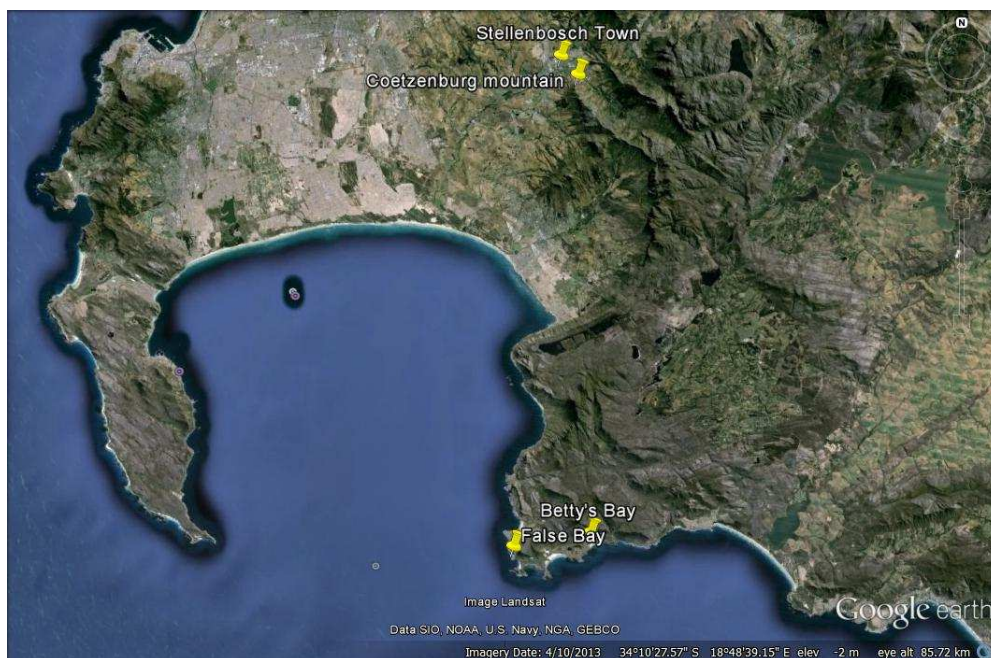 N
Stellenbosch Town
Coetzenburg mountain
Betty's Bay
False Bay
Image Landsat
Google earth
Data SIO, NOAA, U.S. Navy, NGA, GEBCO
Imagery Date: 4/10/2013 34°10'27.57" S 18°48'39.15" E elev -2 m eye alt 85.72 km